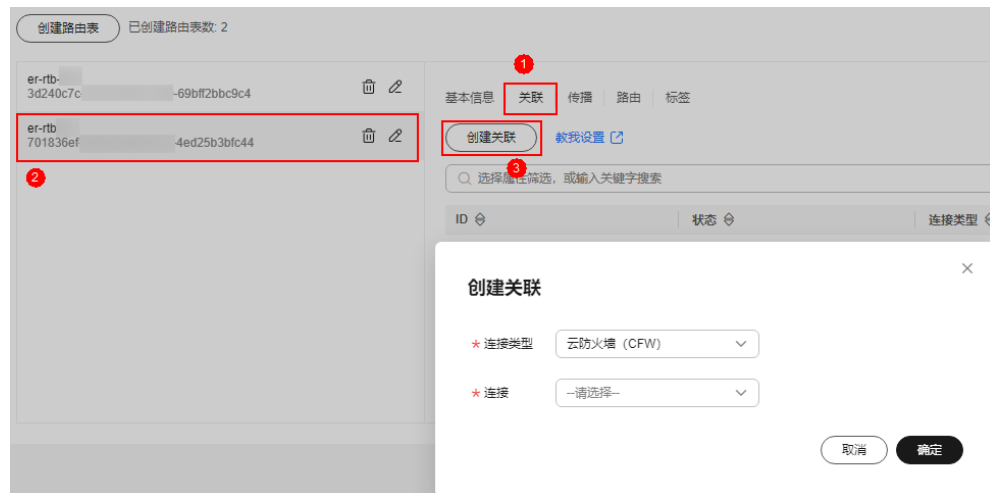 创建路由表 已创建路由表数: 2
er-rtb-
3d240c7c -69bff2bbc9c4
er-rtb
701836ef -4ed25b3bfc44
2
1
基本信息 关联 传播 路由 标签
创建关联 教我设置
3
选择属性筛选，或输入关键字搜索
ID 状态 连接类型
创建关联
* 连接类型 云防火墙（CFW）
* 连接 --请选择--
取消 确定